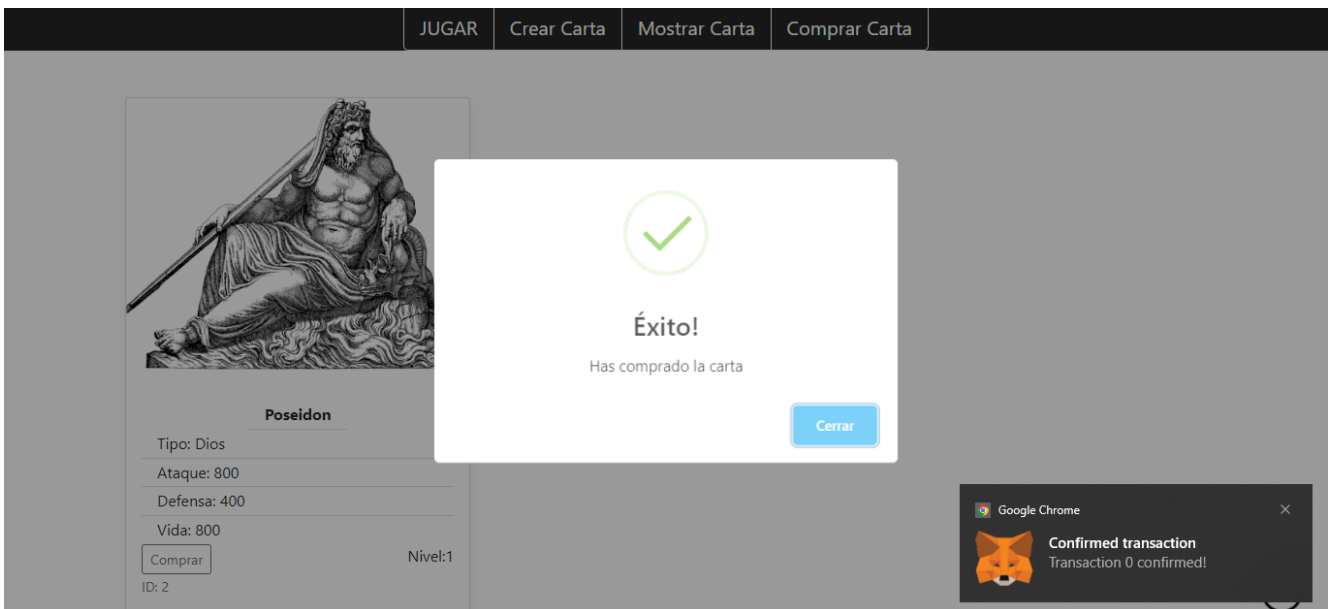 JUGAR Crear Carta Mostrar Carta Comprar Carta
Éxito!
Has comprado la carta
Cerrar
Poseidon
Tipo: Dios
Ataque: 800
Defensa: 400
Vida: 800
Comprar Nivel:1
ID: 2
Google Chrome
Confirmed transaction
Transaction 0 confirmed!